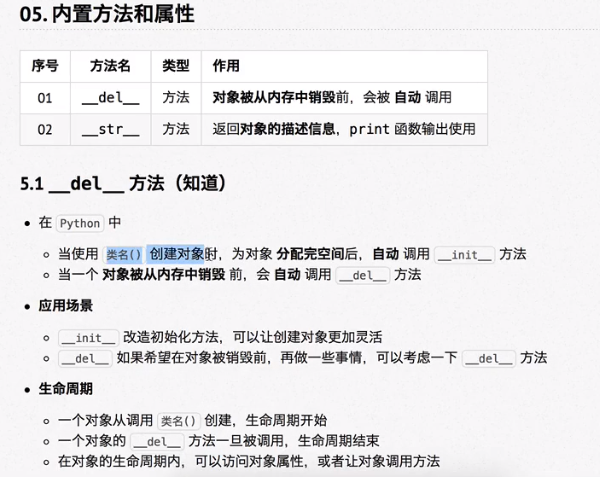 05. 内置方法和属性
序号 方法名 类型 作用
01 __del__ 方法 对象被从内存中销毁前，会被 自动 调用
02 __str__ 方法 返回对象的描述信息，print 函数输出使用
5.1 __del__ 方法（知道）
在 Python 中
当使用 类名() 创建对象时，为对象 分配完空间后，自动 调用 __init__ 方法
当一个 对象被从内存中销毁 前，会 自动 调用 __del__ 方法
应用场景
__init__ 改造初始化方法，可以让创建对象更加灵活
__del__ 如果希望在对象被销毁前，再做一些事情，可以考虑一下 __del__ 方法
生命周期
一个对象从调用 类名() 创建，生命周期开始
一个对象的 __del__ 方法一旦被调用，生命周期结束
在对象的生命周期内，可以访问对象属性，或者让对象调用方法